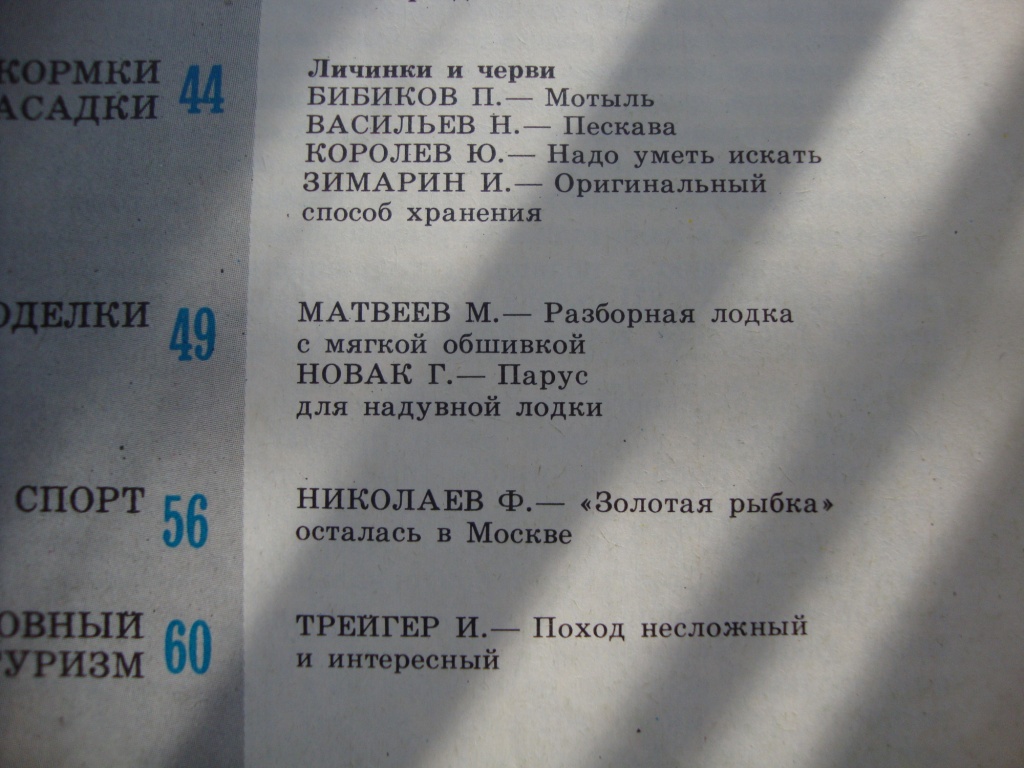 КОРМКИ
АСАДКИ 44
Личинки и черви
БИБИКОВ П.— Мотыль
ВАСИЛЬЕВ Н.— Пескава
КОРОЛЕВ Ю.— Надо уметь искать
ЗИМАРИН И.— Оригинальный
способ хранения
ОДЕЛКИ 49
МАТВЕЕВ М.— Разборная лодка
с мягкой обшивкой
НОВАК Г.— Парус
для надувной лодки
СПОРТ 56
НИКОЛАЕВ Ф.— «Золотая рыбка»
осталась в Москве
ОВНЫЙ
ТУРИЗМ 60
ТРЕЙГЕР И.— Поход несложный
и интересный